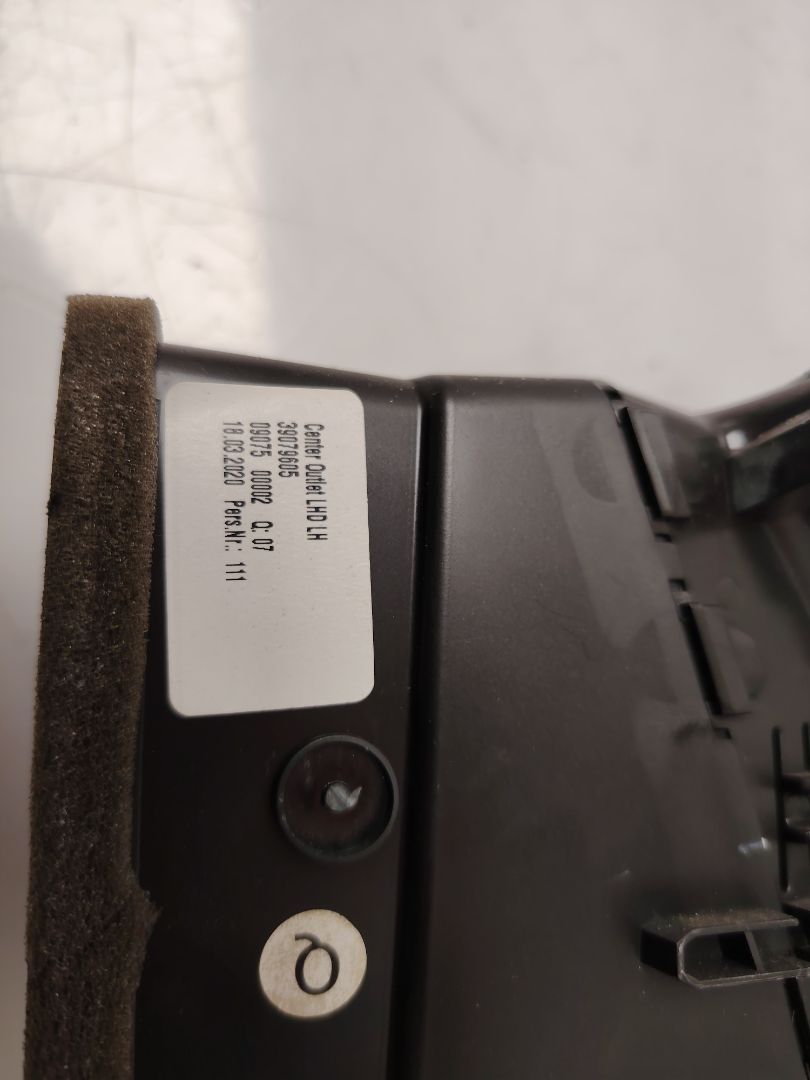 Center Outlet LHD LH
39079605
09075 00002 Q: 07
18.03.2020 Pers.Nr.: 111
Q